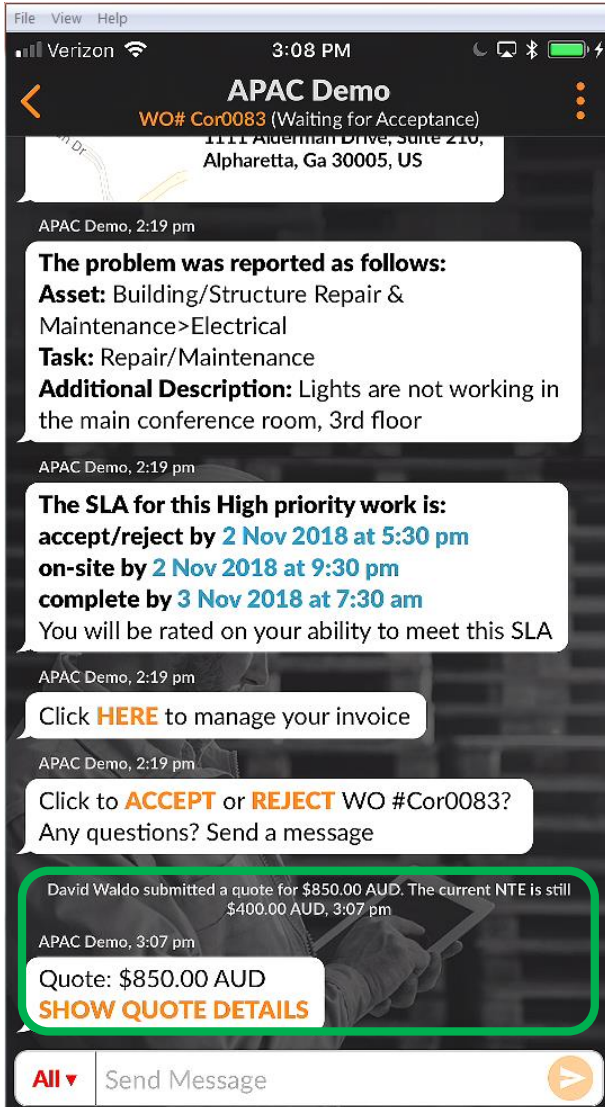 File View Help
Verizon 3:08 PM
APAC Demo
WO# Cor0083 (Waiting for Acceptance)
1111 Alderman Drive, Suite 210,
Alpharetta, Ga 30005, US
APAC Demo, 2:19 pm
The problem was reported as follows:
Asset: Building/Structure Repair &
Maintenance>Electrical
Task: Repair/Maintenance
Additional Description: Lights are not working in
the main conference room, 3rd floor
APAC Demo, 2:19 pm
The SLA for this High priority work is:
accept/reject by 2 Nov 2018 at 5:30 pm
on-site by 2 Nov 2018 at 9:30 pm
complete by 3 Nov 2018 at 7:30 am
You will be rated on your ability to meet this SLA
APAC Demo, 2:19 pm
Click HERE to manage your invoice
APAC Demo, 2:19 pm
Click to ACCEPT or REJECT WO #Cor0083?
Any questions? Send a message
David Waldo submitted a quote for $850.00 AUD. The current NTE is still
$400.00 AUD, 3:07 pm
APAC Demo, 3:07 pm
Quote: $850.00 AUD
SHOW QUOTE DETAILS
All Send Message